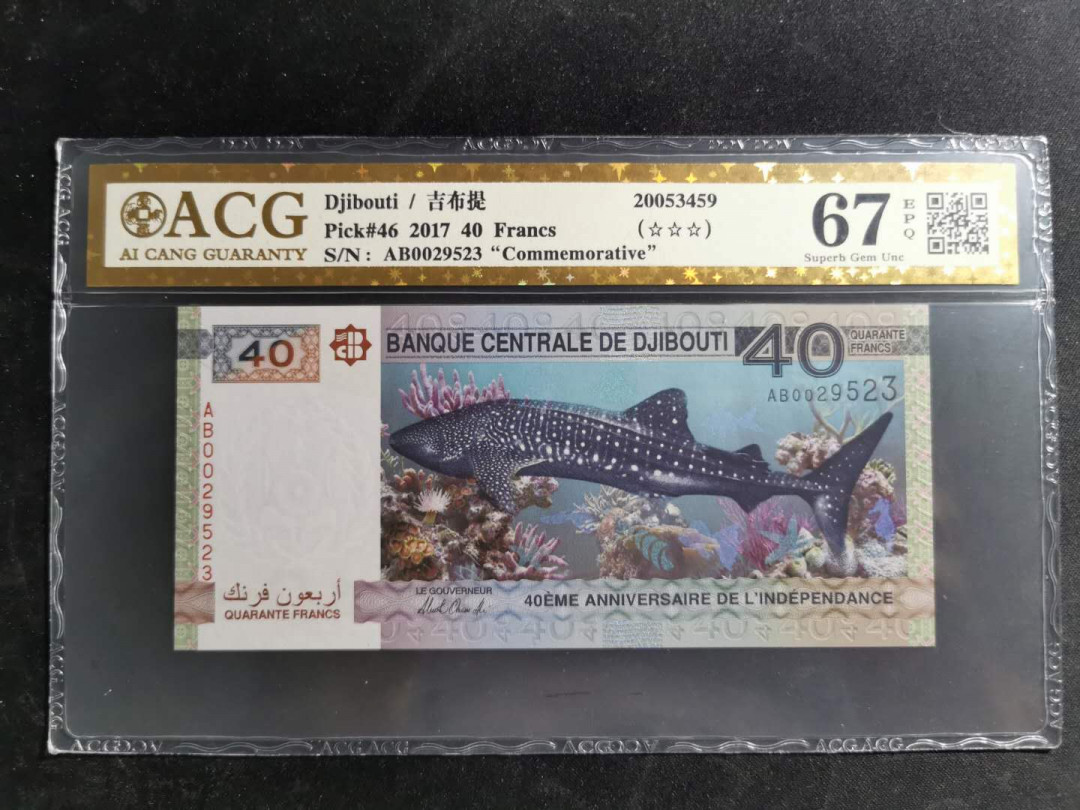 ACG
AI CANG GUARANTY
Djibouti / 吉布提
Pick#46 2017 40 Francs
S/N: AB0029523 “Commemorative”
20053459
(☆☆☆)
67
EPQ
Superb Gem Unc
40
BANQUE CENTRALE DE DJIBOUTI
40
QUARANTE
FRANCS
AB0029523
AB0029523
أربعون فرنك
QUARANTE FRANCS
LE GOUVERNEUR
40ÈME ANNIVERSAIRE DE L'INDÉPENDANCE